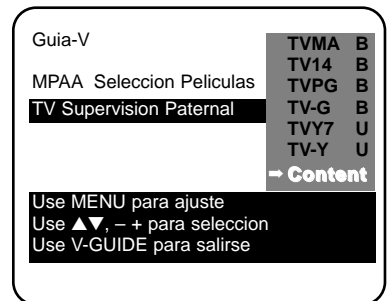 Guia-V
MPAA Seleccion Peliculas
TV Supervision Paternal
TVMA B
TV14 B
TVPG B
TV-G B
TVY7 U
TV-Y U
➡ Content
Use MENU para ajuste
Use ▲▼, – + para seleccion
Use V-GUIDE para salirse